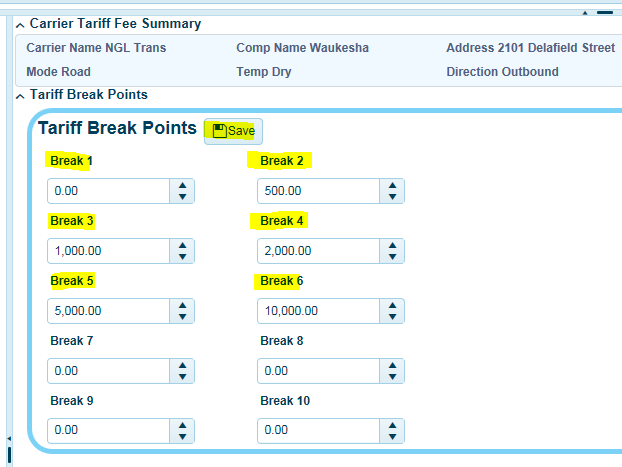 Carrier Tariff Fee Summary
Carrier Name NGL Trans Comp Name Waukesha Address 2101 Delafield Street
Mode Road Temp Dry Direction Outbound
Tariff Break Points
Tariff Break Points Save
Break 1 Break 2
0.00 500.00
Break 3 Break 4
1,000.00 2,000.00
Break 5 Break 6
5,000.00 10,000.00
Break 7 Break 8
0.00 0.00
Break 9 Break 10
0.00 0.00